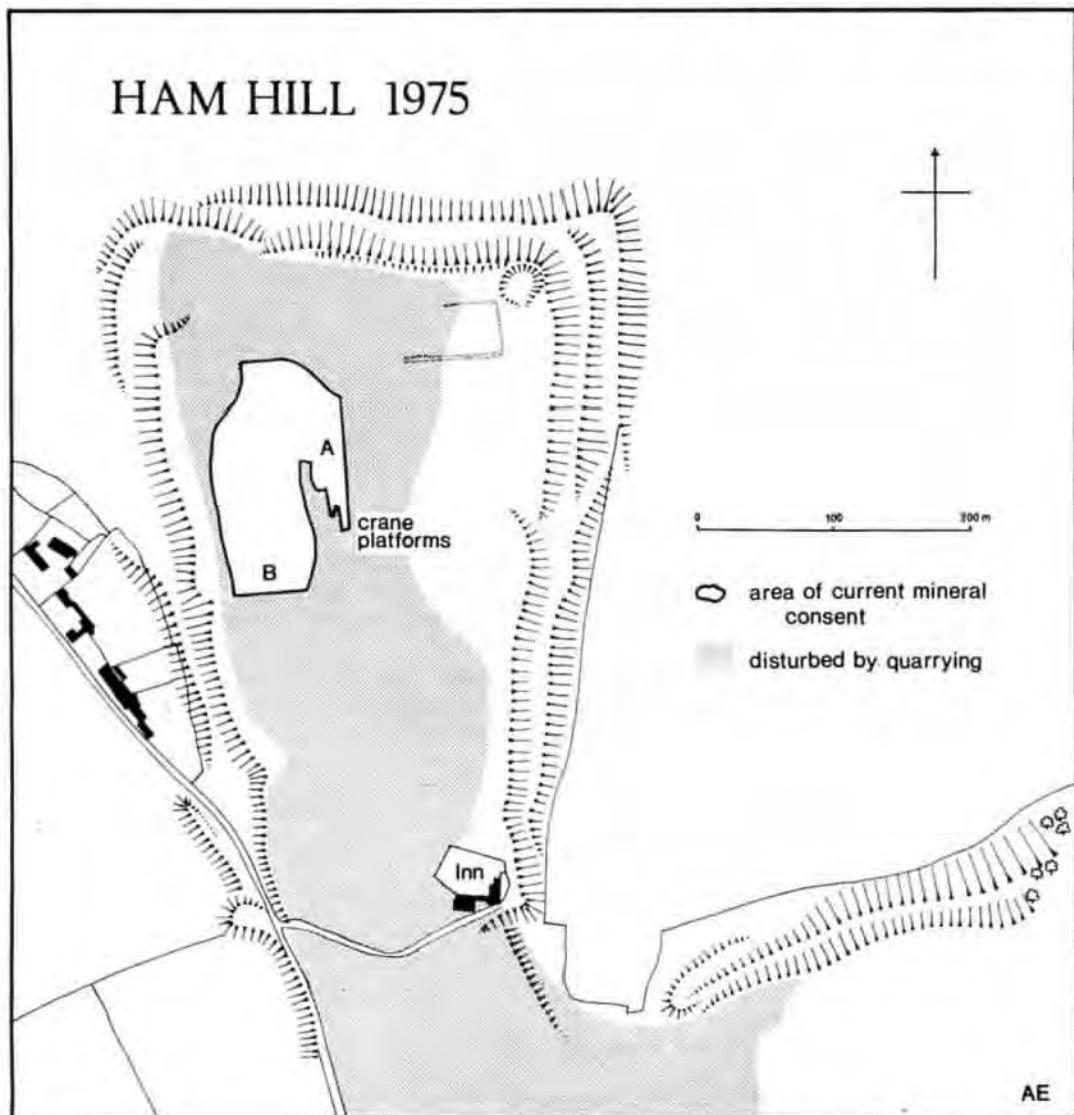 HAM HILL 1975
A
crane
platforms
B
0 100 200 m
area of current mineral
consent
disturbed by quarrying
Inn
AE